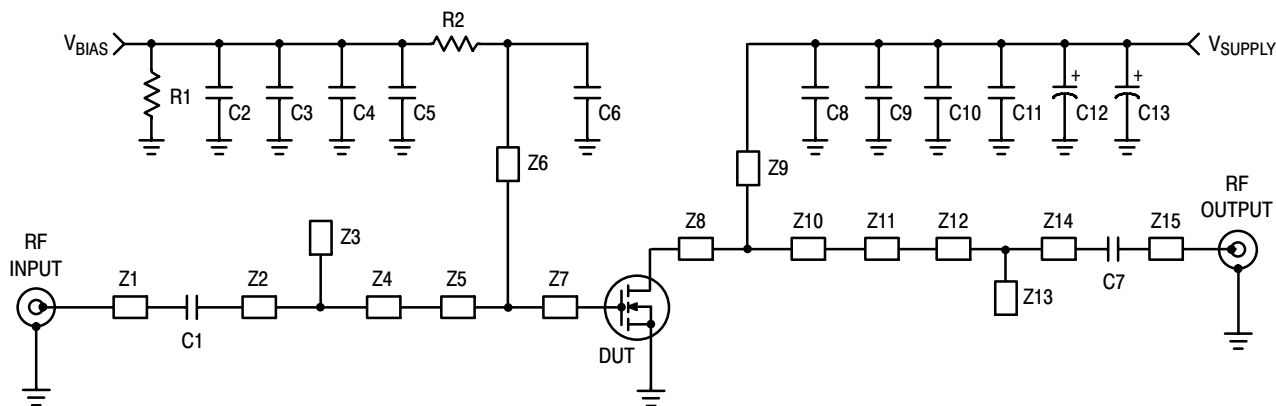 R2
VBIAS
VSUPPLY
R1
C2
C3
C4
C5
C6
C8
C9
C10
C11
+
C12
+
C13
Z6
Z9
RF
INPUT
Z3
Z8
Z10
Z11
Z12
Z14
Z15
RF
OUTPUT
Z1
Z2
Z4
Z5
Z7
C7
Z13
C1
DUT